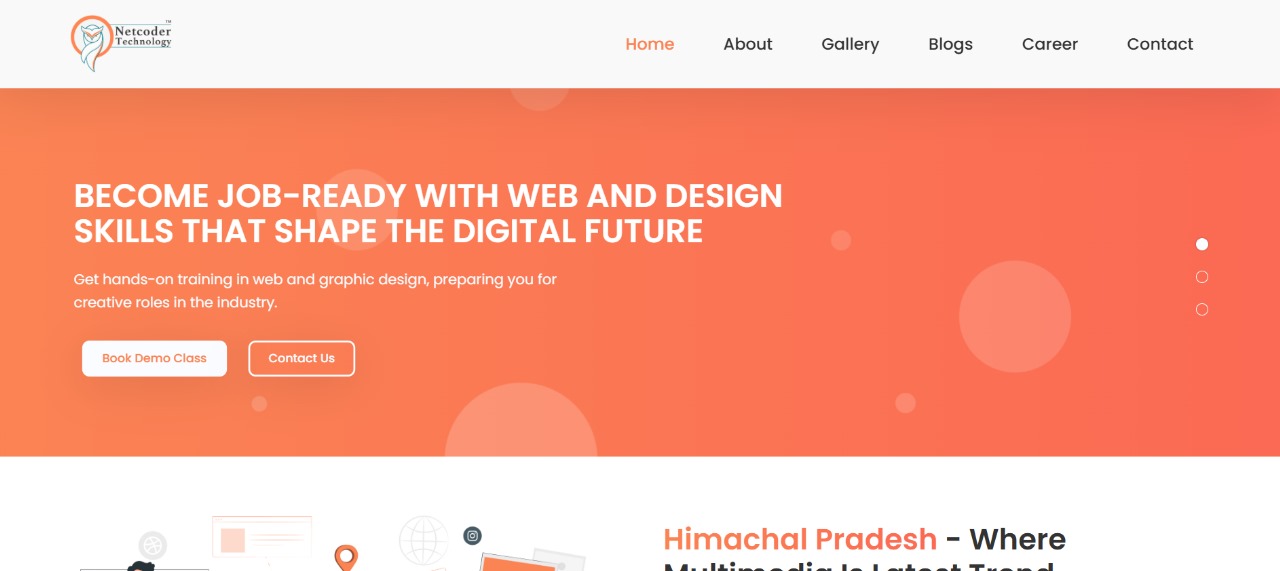 Netcoder
TM
Technology
Home About Gallery Blogs Career Contact
BECOME JOB-READY WITH WEB AND DESIGN
SKILLS THAT SHAPE THE DIGITAL FUTURE
Get hands-on training in web and graphic design, preparing you for
creative roles in the industry.
Book Demo Class Contact Us
Himachal Pradesh - Where
Multimedia Is Latest Trend